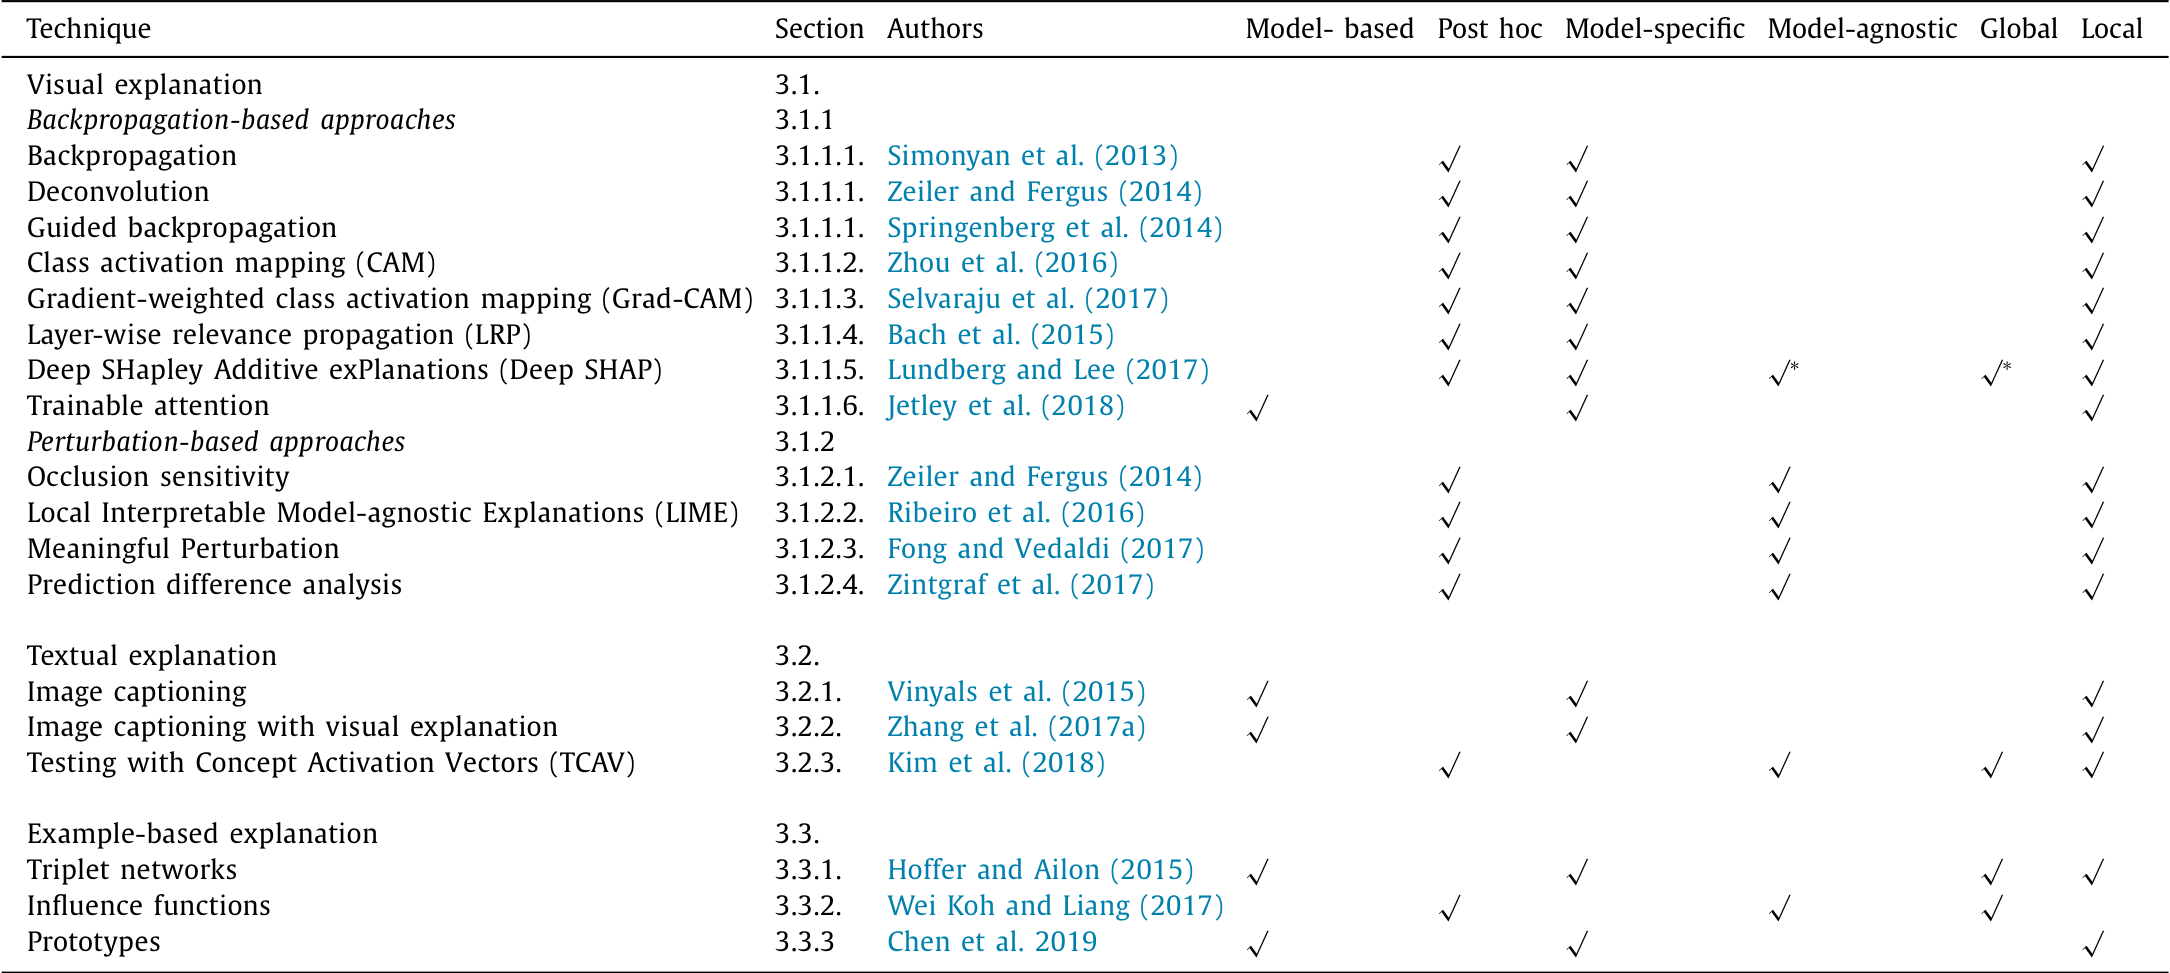 Technique Section Authors Model- based Post hoc Model-specific Model-agnostic Global Local
Visual explanation 3.1.
Backpropagation-based approaches 3.1.1
Backpropagation 3.1.1.1. Simonyan et al. (2013) √ √ √
Deconvolution 3.1.1.1. Zeiler and Fergus (2014) √ √ √
Guided backpropagation 3.1.1.1. Springenberg et al. (2014) √ √ √
Class activation mapping (CAM) 3.1.1.2. Zhou et al. (2016) √ √ √
Gradient-weighted class activation mapping (Grad-CAM) 3.1.1.3. Selvaraju et al. (2017) √ √ √
Layer-wise relevance propagation (LRP) 3.1.1.4. Bach et al. (2015) √ √ √
Deep SHapley Additive exPlanations (Deep SHAP) 3.1.1.5. Lundberg and Lee (2017) √ √ √* √* √
Trainable attention 3.1.1.6. Jetley et al. (2018) √ √ √
Perturbation-based approaches 3.1.2
Occlusion sensitivity 3.1.2.1. Zeiler and Fergus (2014) √ √ √
Local Interpretable Model-agnostic Explanations (LIME) 3.1.2.2. Ribeiro et al. (2016) √ √ √
Meaningful Perturbation 3.1.2.3. Fong and Vedaldi (2017) √ √ √
Prediction difference analysis 3.1.2.4. Zintgraf et al. (2017) √ √ √
Textual explanation 3.2.
Image captioning 3.2.1. Vinyals et al. (2015) √ √ √
Image captioning with visual explanation 3.2.2. Zhang et al. (2017a) √ √ √
Testing with Concept Activation Vectors (TCAV) 3.2.3. Kim et al. (2018) √ √ √ √
Example-based explanation 3.3.
Triplet networks 3.3.1. Hoffer and Ailon (2015) √ √ √ √
Influence functions 3.3.2. Wei Koh and Liang (2017) √ √ √
Prototypes 3.3.3 Chen et al. 2019 √ √ √